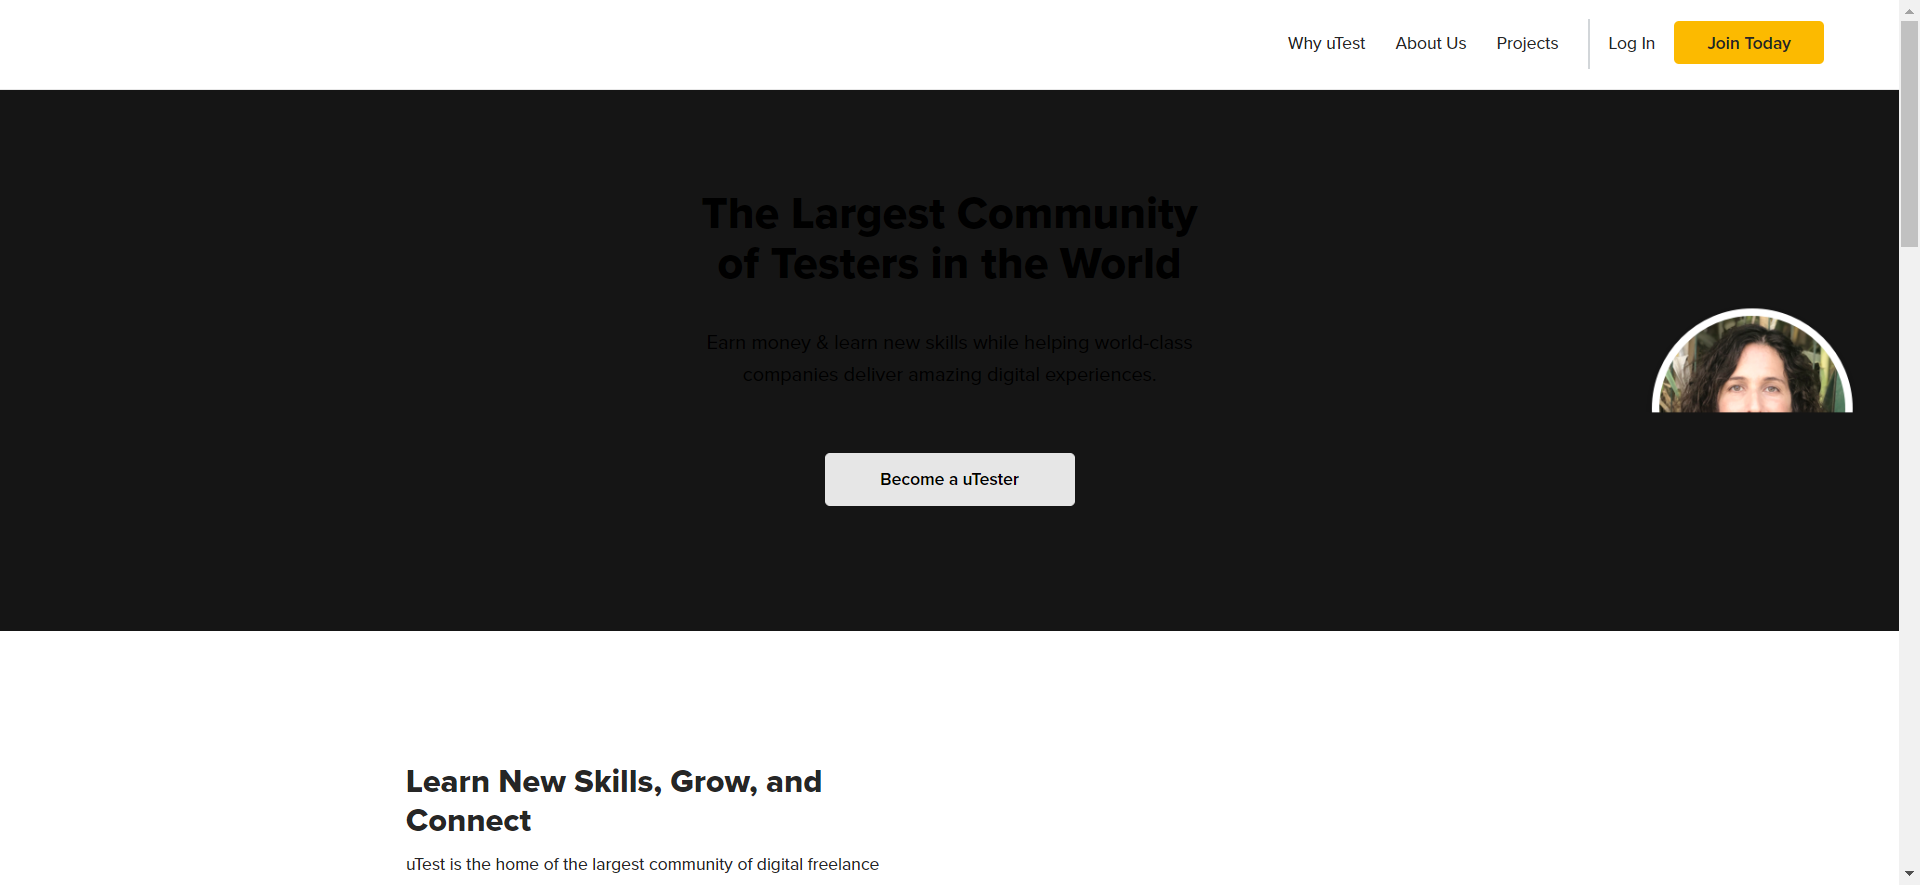 Why uTest About Us Projects Log In Join Today
The Largest Community
of Testers in the World
Earn money & learn new skills while helping world-class
companies deliver amazing digital experiences.
Become a uTester
Learn New Skills, Grow, and
Connect
uTest is the home of the largest community of digital freelance